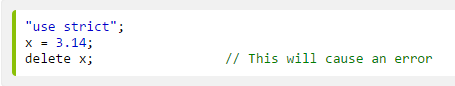 "use strict";
x = 3.14;
delete x;                // This will cause an error